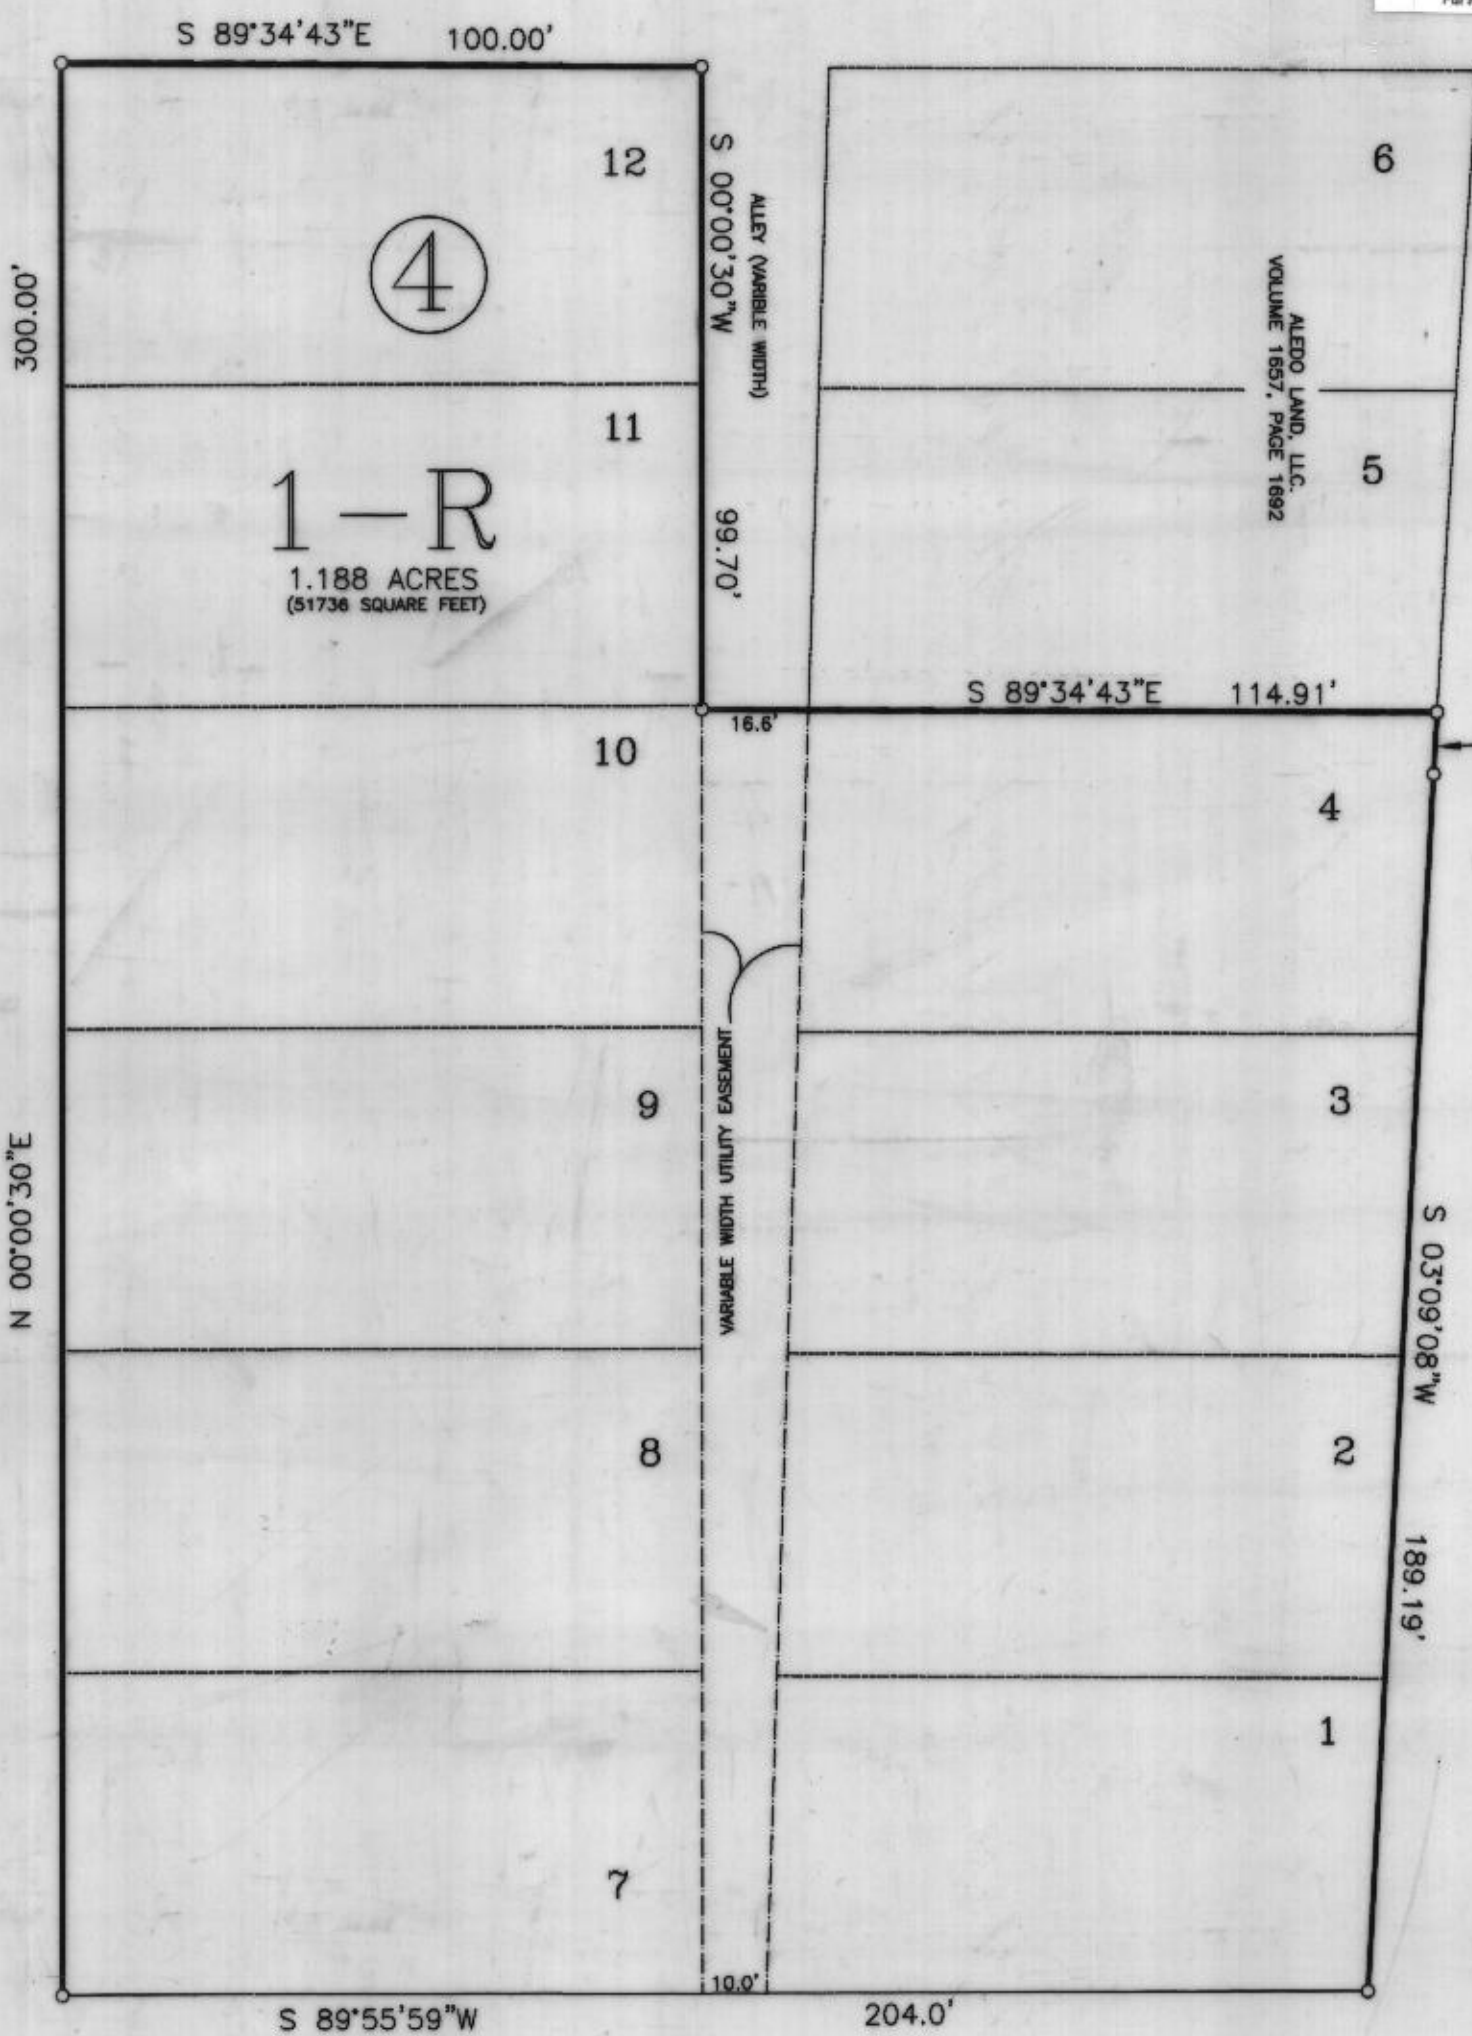 S 89°34'43"E 100.00'
12
6
S 00°00'30"W 99.70'
ALLEY (VARIBLE WIDTH)
4
300.00'
ALEDO LAND, LLC.
VOLUME 1657, PAGE 1692
11
5
1-R
1.188 ACRES
(51736 SQUARE FEET)
S 89°34'43"E 114.91'
16.6'
10
4
VARIABLE WIDTH UTILITY EASEMENT
9
3
N 00°00'30"E
S 03°09'08"W 189.19'
8
2
1
7
10.0'
S 89°55'59"W 204.0'